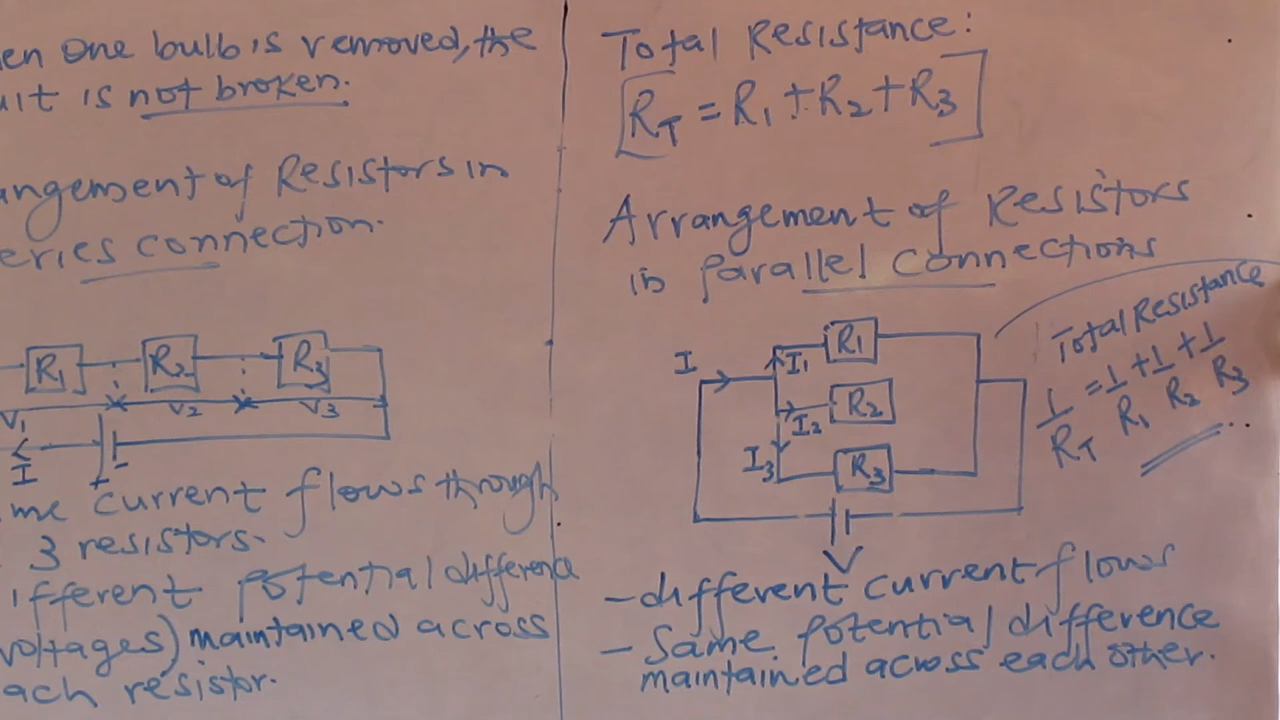 en One bulb is removed, the
uit is not broken.
angement of Resistors in
eries connection.
R1 R2 R3
V1 V2 V3
I + -
me current flows through
3 resistors.
ifferent potential difference
voltages) maintained across
ach resistor.
Total Resistance:
RT = R1 + R2 + R3
Arrangement of Resistors
in parallel connections
Total Resistance
1/RT = 1/R1 + 1/R2 + 1/R3
I I1 R1
I2 R2
I3 R3
V
- different current flows
- Same potential difference
maintained across each other.